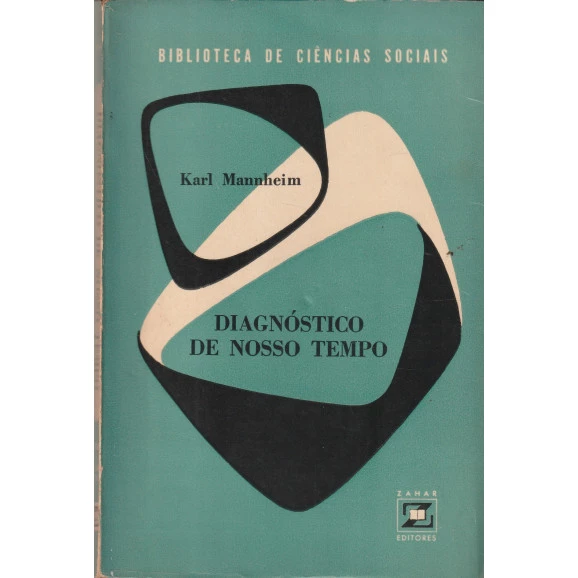 BIBLIOTECA DE CIÊNCIAS SOCIAIS
Karl Mannheim
DIAGNÓSTICO
DE NOSSO TEMPO
ZAHAR
EDITORES